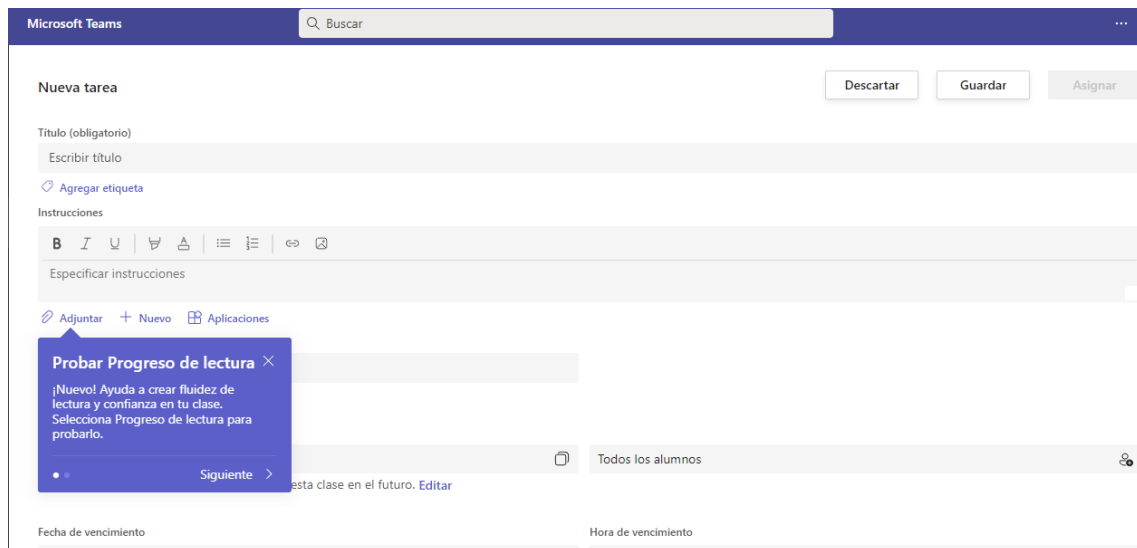 Microsoft Teams
Buscar
Nueva tarea
Descartar
Guardar
Asignar
Título (obligatorio)
Escribir título
Agregar etiqueta
Instrucciones
B I U A
Especificar instrucciones
Adjuntar
Nuevo
Aplicaciones
Probar Progreso de lectura
¡Nuevo! Ayuda a crear fluidez de
lectura y confianza en tu clase.
Selecciona Progreso de lectura para
probarlo.
Siguiente
Todos los alumnos
esta clase en el futuro. Editar
Fecha de vencimiento
Hora de vencimiento